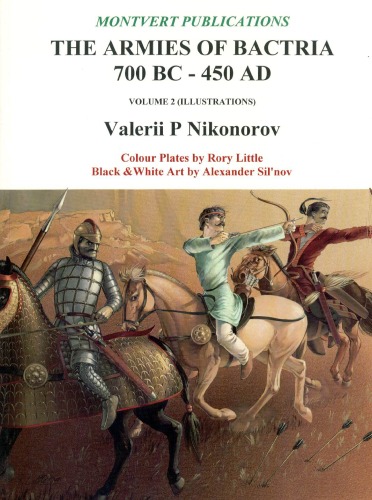 MONTVERT PUBLICATIONS
THE ARMIES OF BACTRIA
700 BC - 450 AD
VOLUME 2 (ILLUSTRATIONS)
Valerii P Nikonorov
Colour Plates by Rory Little
Black &White Art by Alexander Sil'nov